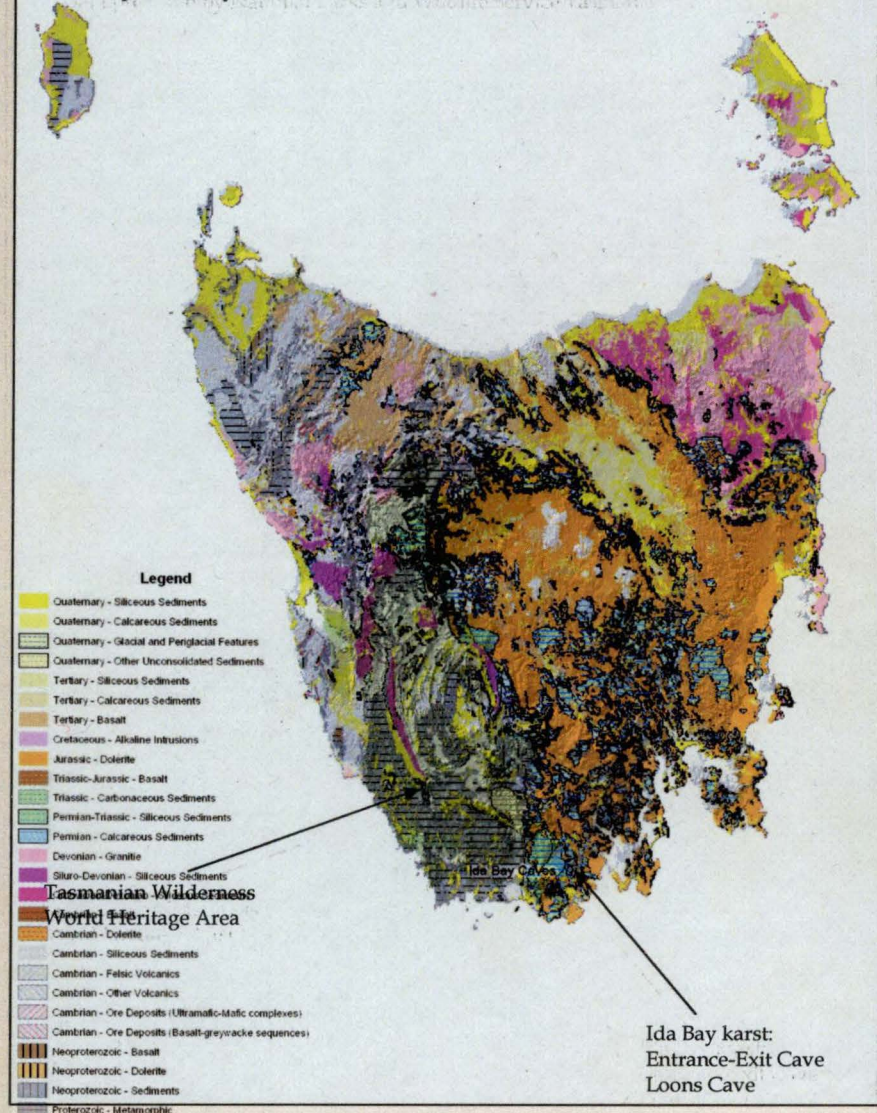 Ida Bay Caves
Legend
Quaternary - Siliceous Sediments
Quaternary - Calcareous Sediments
Quaternary - Glacial and Periglacial Features
Quaternary - Other Unconsolidated Sediments
Tertiary - Siliceous Sediments
Tertiary - Calcareous Sediments
Tertiary - Basalt
Cretaceous - Alkaline Intrusions
Jurassic - Dolerite
Triassic-Jurassic - Basalt
Triassic - Carbonaceous Sediments
Permian-Triassic - Siliceous Sediments
Permian - Calcareous Sediments
Devonian - Granitie
Siluro-Devonian - Siliceous Sediments
Tasmanian Wilderness
World Heritage Area
Cambrian - Dolerite
Cambrian - Siliceous Sediments
Cambrian - Felsic Volcanics
Cambrian - Other Volcanics
Cambrian - Ore Deposits (Ultramafic-Mafic complexes)
Cambrian - Ore Deposits (Basalt-greywacke sequences)
Neoproterozoic - Basalt
Neoproterozoic - Dolerite
Neoproterozoic - Sediments
Proterozoic - Metamorphic
Ida Bay karst:
Entrance-Exit Cave
Loons Cave